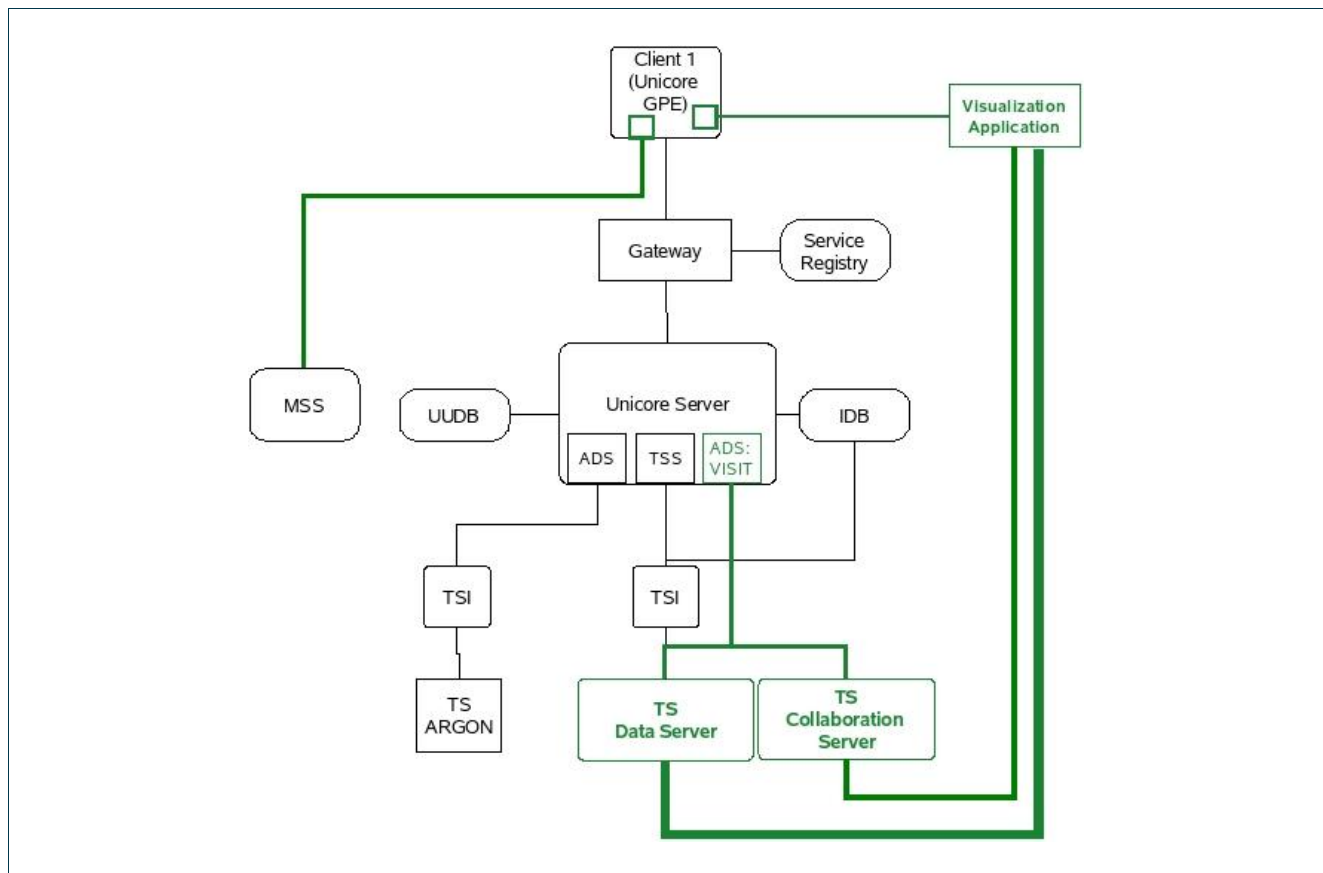 Client 1
(Unicore
GPE)
Visualization
Application
Gateway
Service
Registry
MSS
UUDB
Unicore Server
IDB
ADS
TSS
ADS:
VISIT
TSI
TSI
TS
ARGON
TS
Data Server
TS
Collaboration
Server